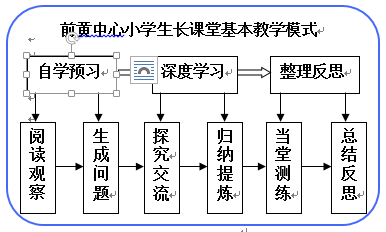 前黄中心小学生长课堂基本教学模式
自学预习
深度学习
整理反思
阅读观察
生成问题
探究交流
归纳提炼
当堂测练
总结反思